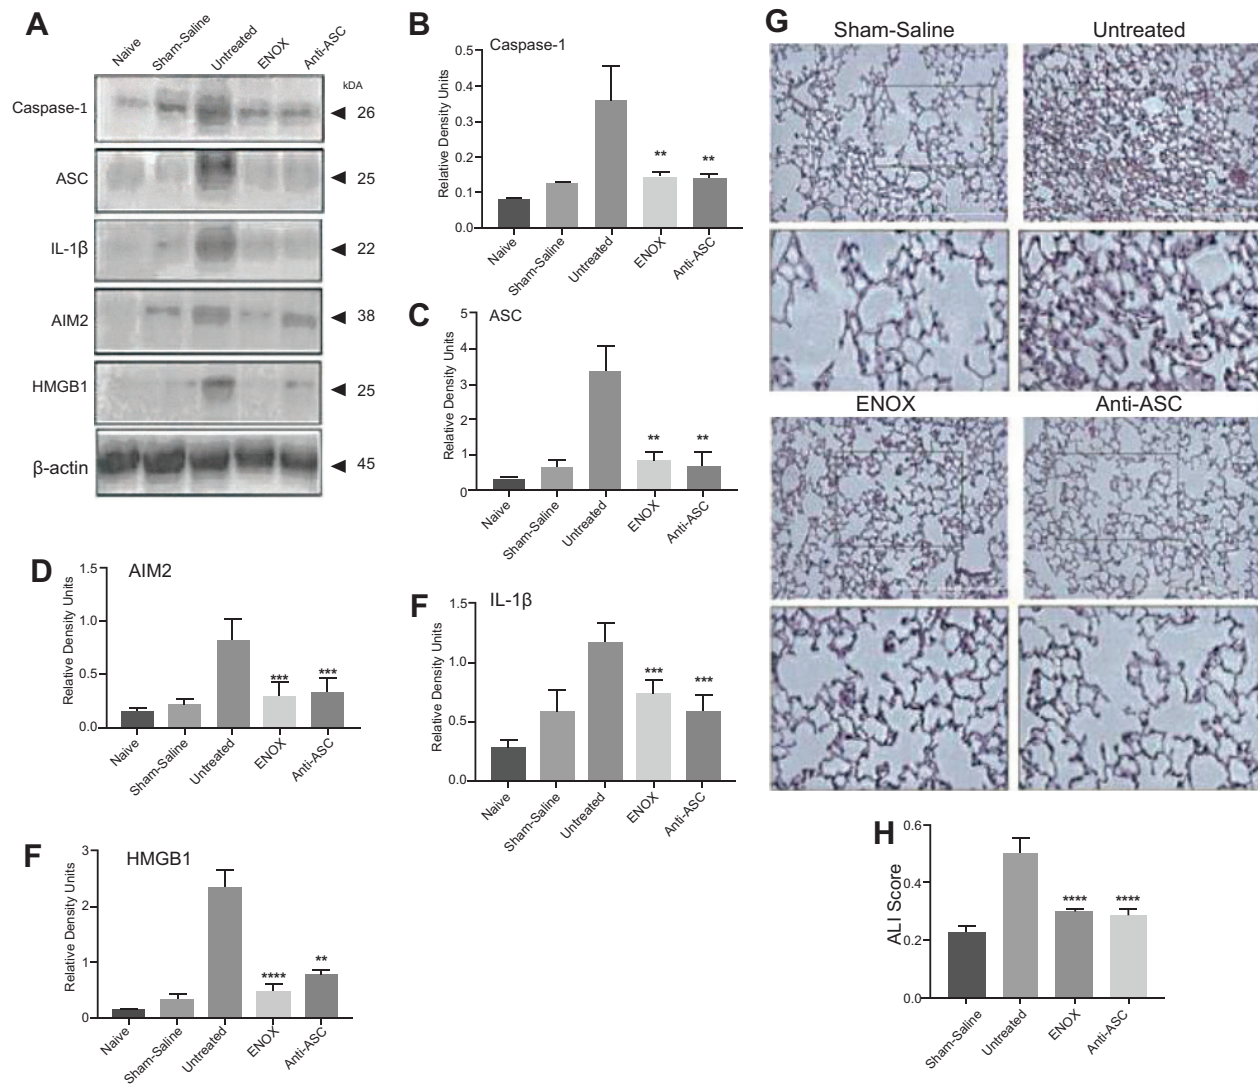 A
Naive
Sham-Saline
Untreated
ENOX
Anti-ASC
kDA
Caspase-1
26
ASC
25
IL-1β
22
AIM2
38
HMGB1
25
β-actin
45
B
Caspase-1
Relative Density Units
0.5
0.4
0.3
0.2
0.1
0.0
**
**
Naive
Sham-Saline
Untreated
ENOX
Anti-ASC
C
ASC
Relative Density Units
5
4
3
2
1
0
**
**
Naive
Sham-Saline
Untreated
ENOX
Anti-ASC
D
AIM2
Relative Density Units
1.5
1.0
0.5
0.0
***
***
Naive
Sham-Saline
Untreated
ENOX
Anti-ASC
F
IL-1β
Relative Density Units
1.5
1.0
0.5
0.0
***
***
Naive
Sham-Saline
Untreated
ENOX
Anti-ASC
F
HMGB1
Relative Density Units
3
2
1
0
****
**
Naive
Sham-Saline
Untreated
ENOX
Anti-ASC
G
Sham-Saline
Untreated
ENOX
Anti-ASC
H
ALI Score
0.6
0.4
0.2
0.0
****
****
Sham-Saline
Untreated
ENOX
Anti-ASC